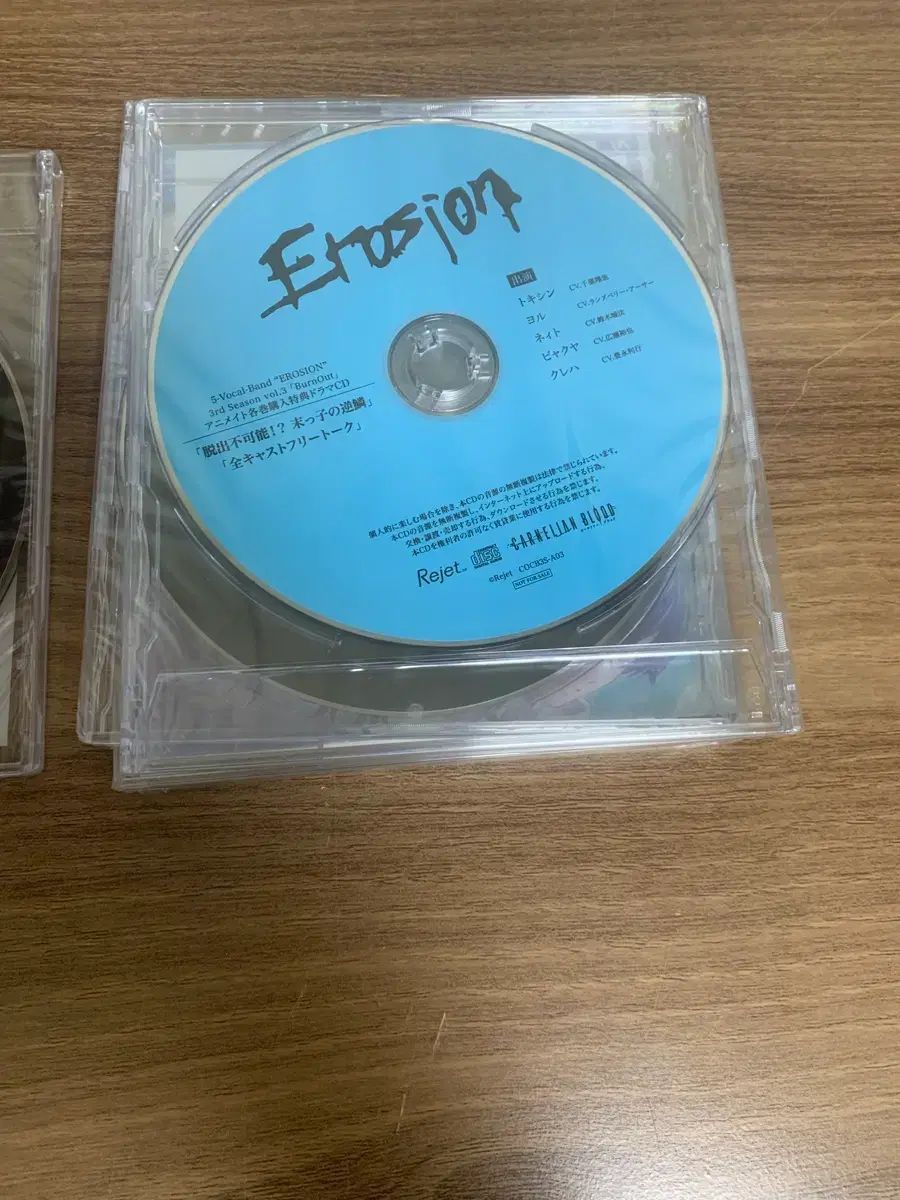 Erosion
出演
トキシン CV.千葉翔也
ヨル CV.ランズベリー・アーサー
ネィト CV.鈴木崚汰
ビャクヤ CV.広瀬裕也
クレハ CV.豊永利行
5-Vocal-Band "EROSION"
3rd Season vol.3「BurnOut」
アニメイト各巻購入特典ドラマCD
「脱出不可能!? 末っ子の逆鱗」
「全キャストフリートーク」
個人的に楽しむ場合を除き、本CDの音源の無断複製は法律で禁じられています。
本CDの音源を無断複製し、インターネット上にアップロードする行為、
交換・譲渡・売却する行為、ダウンロードさせる行為を禁じます。
本CDを権利者の許可なく賃貸業に使用する行為を禁じます。
Rejet
COMPACT disc DIGITAL AUDIO
CARNELIAN BLOOD
©Rejet COCB3S-A03
NOT FOR SALE